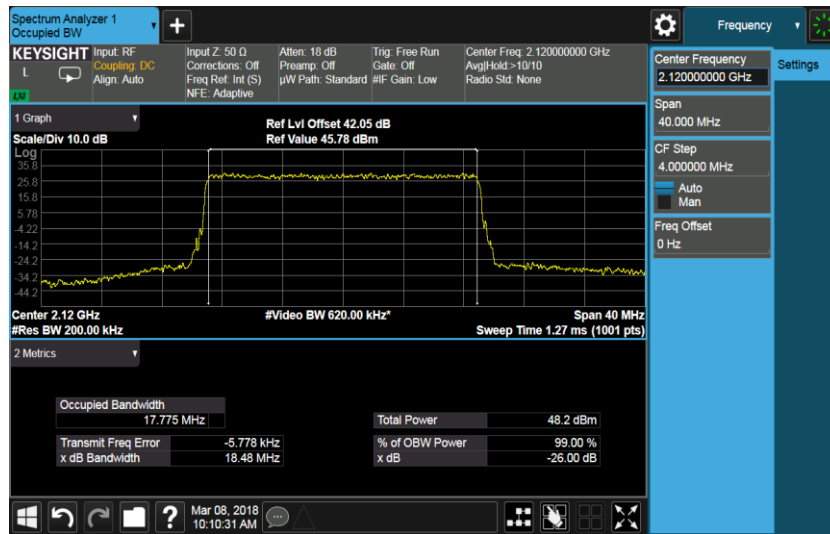 Spectrum Analyzer 1
Occupied BW
+
Frequency
KEYSIGHT
L
LXI
Input: RF
Coupling: DC
Align: Auto
Input Z: 50 Ω
Corrections: Off
Freq Ref: Int (S)
NFE: Adaptive
Atten: 18 dB
Preamp: Off
µW Path: Standard
Trig: Free Run
Gate: Off
#IF Gain: Low
Center Freq: 2.120000000 GHz
Avg|Hold:>10/10
Radio Std: None
Center Frequency
2.120000000 GHz
Settings
Span
40.000 MHz
CF Step
4.000000 MHz
Auto
Man
Freq Offset
0 Hz
1 Graph
Scale/Div 10.0 dB
Ref Lvl Offset 42.05 dB
Ref Value 45.78 dBm
Log
35.8
25.8
15.8
5.78
-4.22
-14.2
-24.2
-34.2
-44.2
Center 2.12 GHz
#Video BW 620.00 kHz*
Span 40 MHz
#Res BW 200.00 kHz
Sweep Time 1.27 ms (1001 pts)
2 Metrics
Occupied Bandwidth
17.775 MHz
Total Power 48.2 dBm
Transmit Freq Error -5.778 kHz
% of OBW Power 99.00 %
x dB Bandwidth 18.48 MHz
x dB -26.00 dB
?
Mar 08, 2018
10:10:31 AM